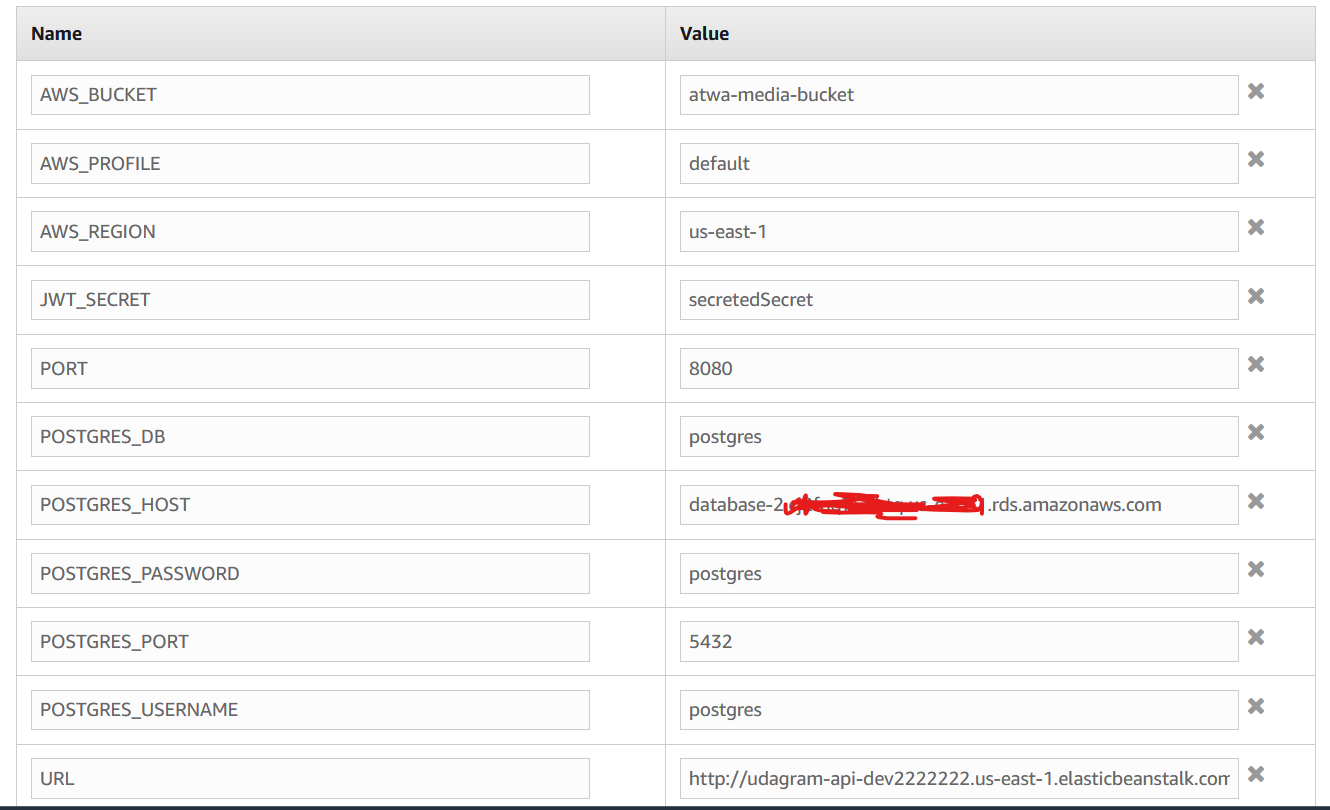 Name Value
AWS_BUCKET atwa-media-bucket
AWS_PROFILE default
AWS_REGION us-east-1
JWT_SECRET secretedSecret
PORT 8080
POSTGRES_DB postgres
POSTGRES_HOST database-2 .rds.amazonaws.com
POSTGRES_PASSWORD postgres
POSTGRES_PORT 5432
POSTGRES_USERNAME postgres
URL http://udagram-api-dev2222222.us-east-1.elasticbeanstalk.com